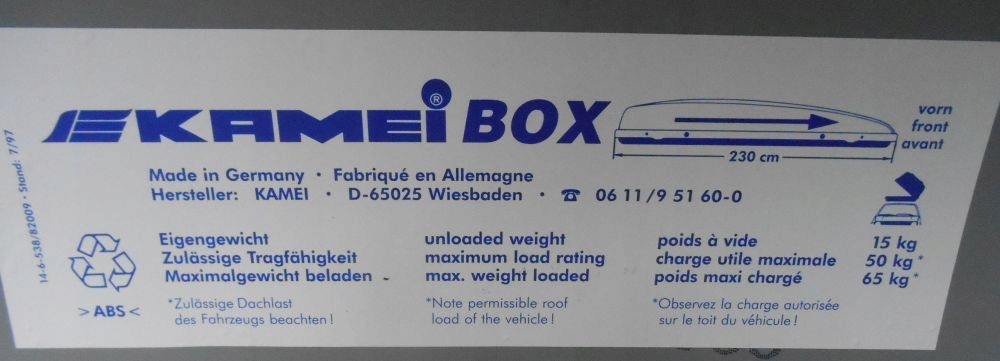 KAMEI® BOX
230 cm
vorn
front
avant
Made in Germany · Fabriqué en Allemagne
Hersteller: KAMEI · D-65025 Wiesbaden · ☎ 06 11/9 51 60-0
14-6-538/82009 · Stand: 7/97
Eigengewicht unloaded weight poids à vide 15 kg
Zulässige Tragfähigkeit maximum load rating charge utile maximale 50 kg*
Maximalgewicht beladen max. weight loaded poids maxi chargé 65 kg*
>ABS<
*Zulässige Dachlast *Note permissible roof *Observez la charge autorisée
des Fahrzeugs beachten! load of the vehicle! sur le toit du véhicule!